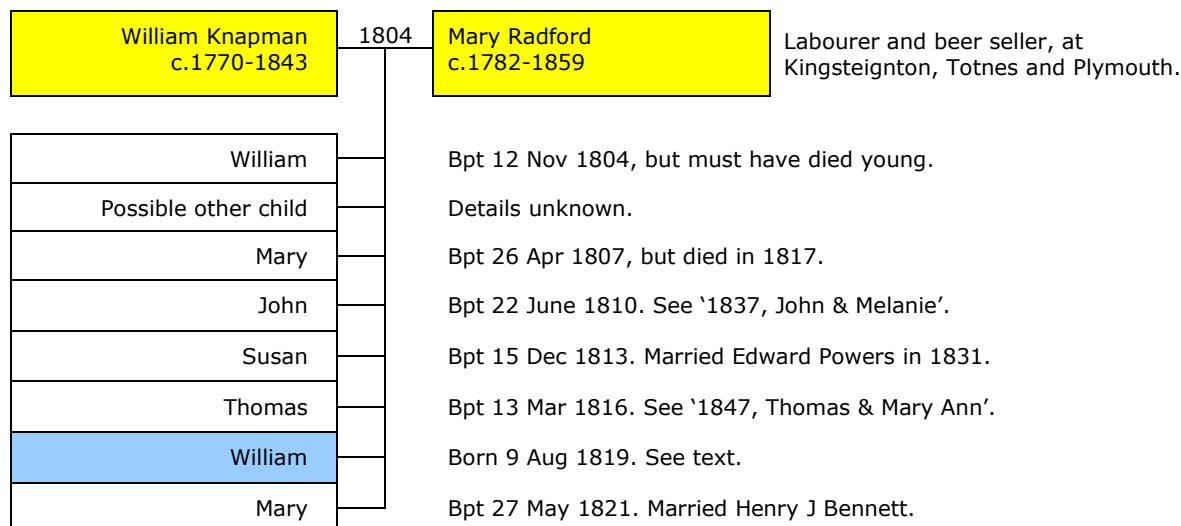 William Knapman
c.1770-1843
1804
Mary Radford
c.1782-1859
Labourer and beer seller, at
Kingsteignton, Totnes and Plymouth.
William
Bpt 12 Nov 1804, but must have died young.
Possible other child
Details unknown.
Mary
Bpt 26 Apr 1807, but died in 1817.
John
Bpt 22 June 1810. See ‘1837, John & Melanie’.
Susan
Bpt 15 Dec 1813. Married Edward Powers in 1831.
Thomas
Bpt 13 Mar 1816. See ‘1847, Thomas & Mary Ann’.
William
Born 9 Aug 1819. See text.
Mary
Bpt 27 May 1821. Married Henry J Bennett.